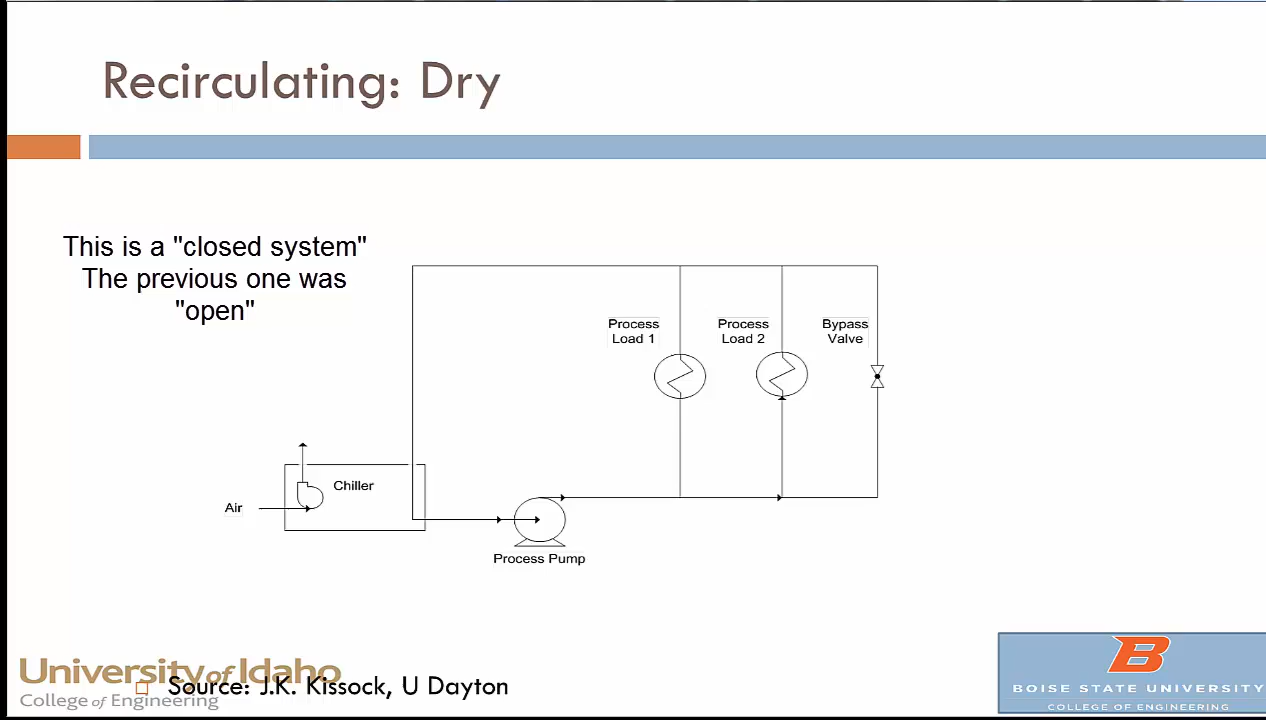 Recirculating: Dry
This is a "closed system"
The previous one was
"open"
Process
Load 1
Process
Load 2
Bypass
Valve
Chiller
Air
Process Pump
University of Idaho
College of Engineering
Source: J.K. Kissock, U Dayton
B
BOISE STATE UNIVERSITY
COLLEGE OF ENGINEERING